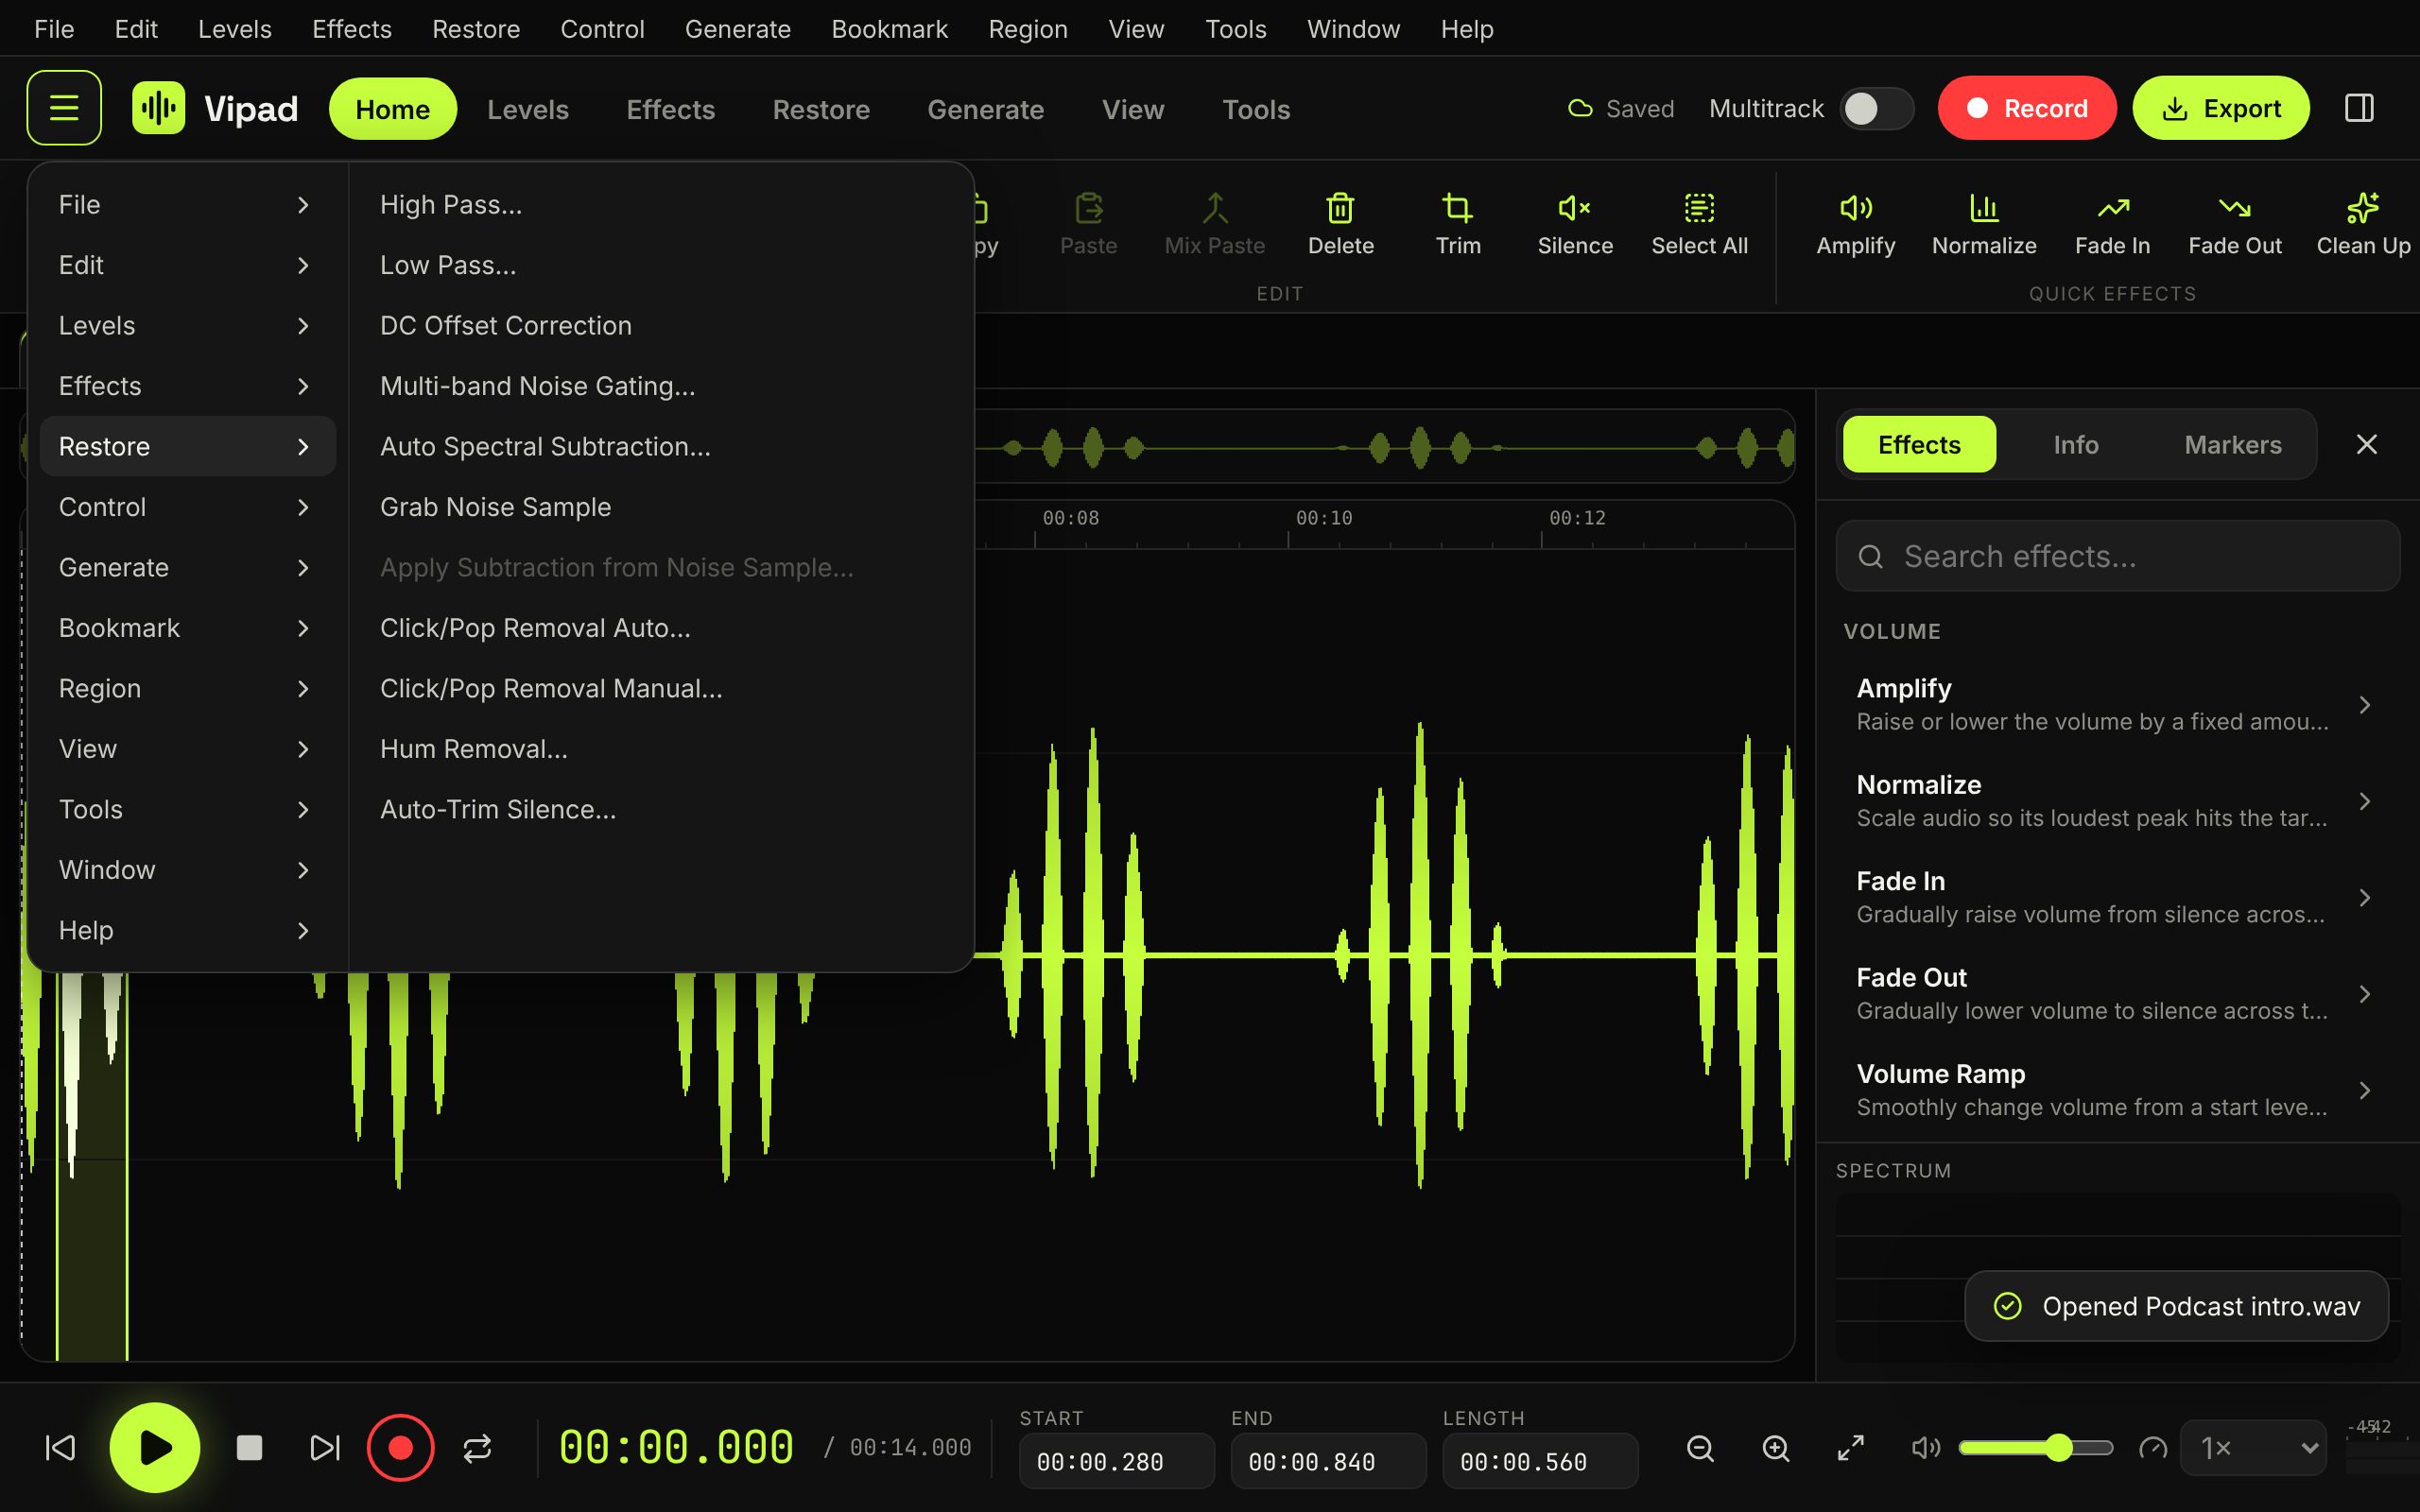 File Edit Levels Effects Restore Control Generate Bookmark Region View Tools Window Help
Vipad Home Levels Effects Restore Generate View Tools Saved Multitrack Record Export
File
Edit
Levels
Effects
Restore
Control
Generate
Bookmark
Region
View
Tools
Window
Help
High Pass...
Low Pass...
DC Offset Correction
Multi-band Noise Gating...
Auto Spectral Subtraction...
Grab Noise Sample
Apply Subtraction from Noise Sample...
Click/Pop Removal Auto...
Click/Pop Removal Manual...
Hum Removal...
Auto-Trim Silence...
Paste Mix Paste Delete Trim Silence Select All
EDIT
Amplify Normalize Fade In Fade Out Clean Up
QUICK EFFECTS
00:08 00:10 00:12
Effects Info Markers
Search effects...
VOLUME
Amplify
Raise or lower the volume by a fixed amou...
Normalize
Scale audio so its loudest peak hits the tar...
Fade In
Gradually raise volume from silence acros...
Fade Out
Gradually lower volume to silence across t...
Volume Ramp
Smoothly change volume from a start leve...
SPECTRUM
Opened Podcast intro.wav
00:00.000 / 00:14.000
START
00:00.280
END
00:00.840
LENGTH
00:00.560
1×